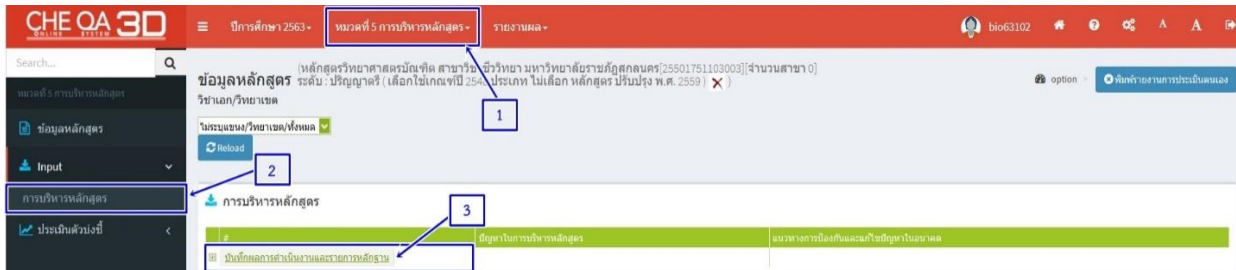 CHE QA 3D
ONLINE SYSTEM
ปีการศึกษา 2563
หมวดที่ 5 การบริหารหลักสูตร
รายงานผล
bio63102
A
A
Search...
หมวดที่ 5 การบริหารหลักสูตร
ข้อมูลหลักสูตร
Input
การบริหารหลักสูตร
ประเมินตัวบ่งชี้
ข้อมูลหลักสูตร
(หลักสูตรวิทยาศาสตรบัณฑิต สาขาวิช ชีววิทยา มหาวิทยาลัยราชภัฏสกลนคร[25501751103003][จำนวนสาขา 0]
ระดับ : ปริญญาตรี ( เลือกใช้เกณฑ์ปี 254 ประเภท ไม่เลือก หลักสูตร ปรับปรุง พ.ศ. 2559 ) )
วิชาเอก/วิทยาเขต
option
พิมพ์รายงานการประเมินตนเอง
ไม่ระบุแขนง/วิทยาเขต/ทั้งหมด
Reload
1
2
การบริหารหลักสูตร
3
#
ปัญหาในการบริหารหลักสูตร
แนวทางการป้องกันและแก้ไขปัญหาในอนาคต
บันทึกผลการดำเนินงานและรายการหลักฐาน